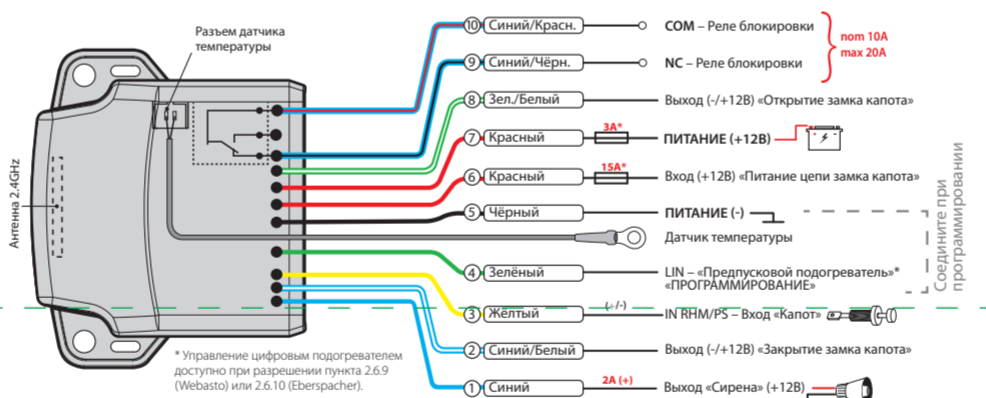 Разъем датчика
температуры
Антенна 2.4GHz
10 Синий/Красн. COM – Реле блокировки
nom 10A
max 20A
9 Синий/Чёрн. NC – Реле блокировки
8 Зел./Белый Выход (-/+12В) «Открытие замка капота»
7 Красный 3A* ПИТАНИЕ (+12В)
6 Красный 15A* Вход (+12В) «Питание цепи замка капота»
5 Чёрный ПИТАНИЕ (-)
Датчик температуры
4 Зелёный LIN – «Предпусковой подогреватель»*
«ПРОГРАММИРОВАНИЕ»
Соедините при
программировании
3 Жёлтый (+/-) IN RHM/PS – Вход «Капот»
2 Синий/Белый Выход (-/+12В) «Закрытие замка капота»
1 Синий 2A (+) Выход «Сирена» (+12В)
* Управление цифровым подогревателем
доступно при разрешении пункта 2.6.9
(Webasto) или 2.6.10 (Eberspacher).